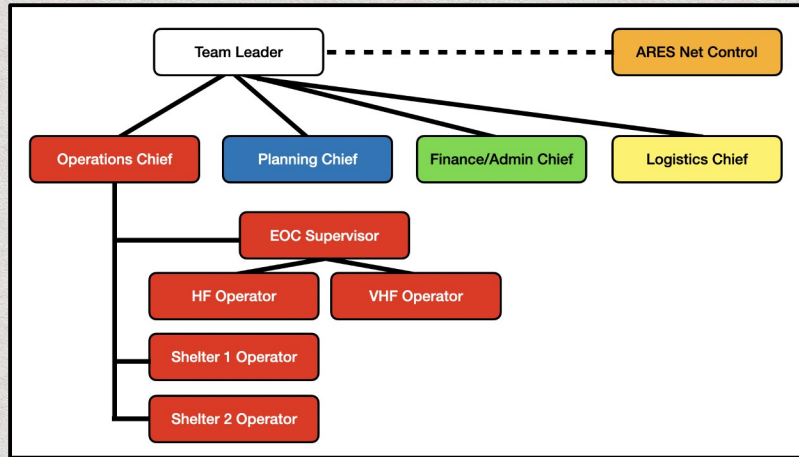 Team Leader
ARES Net Control
Operations Chief
Planning Chief
Finance/Admin Chief
Logistics Chief
EOC Supervisor
HF Operator
VHF Operator
Shelter 1 Operator
Shelter 2 Operator